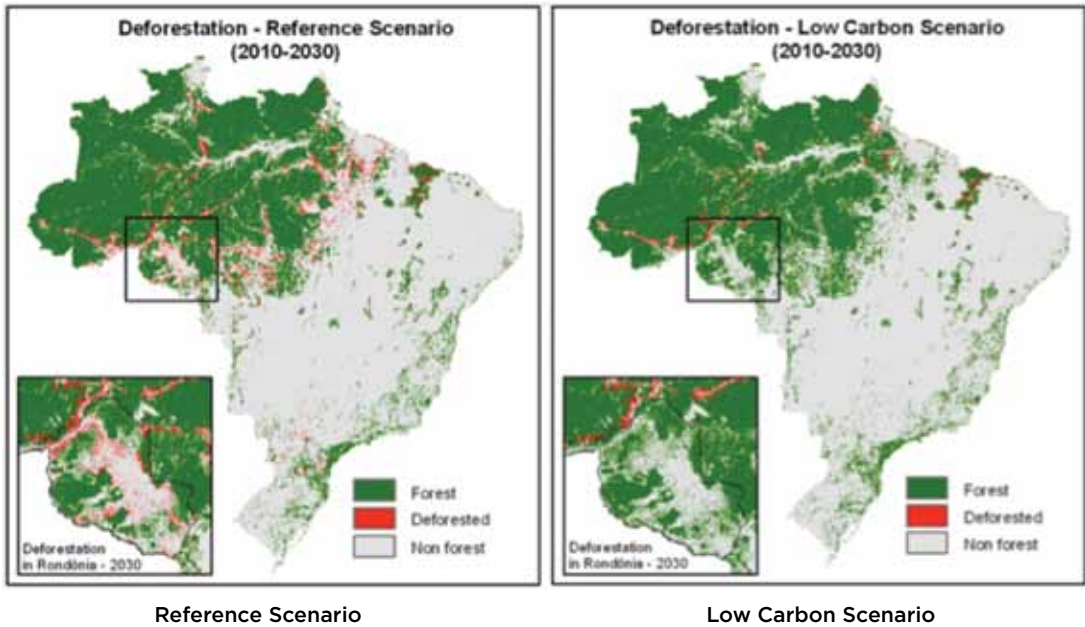 Deforestation - Reference Scenario
(2010-2030)
Forest
Deforested
Non forest
Deforestation
in Rondônia - 2030
Deforestation - Low Carbon Scenario
(2010-2030)
Forest
Deforested
Non forest
Deforestation
in Rondônia - 2030
Reference Scenario
Low Carbon Scenario